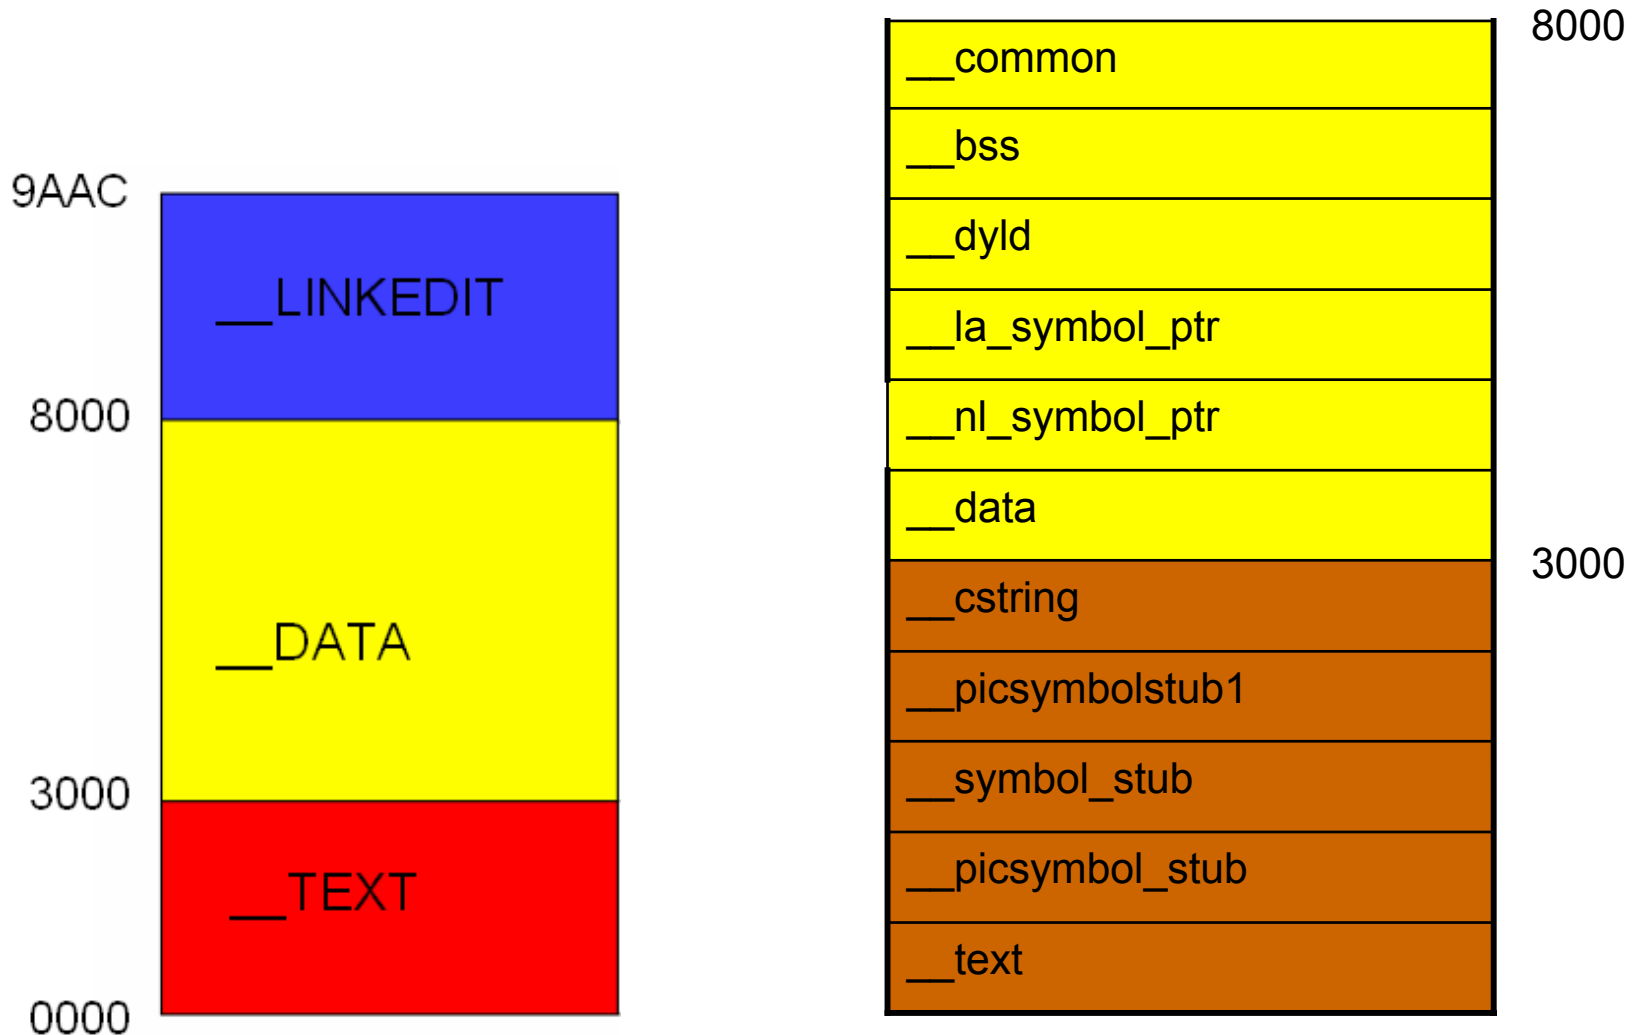 9AAC
__LINKEDIT
8000
__DATA
3000
__TEXT
0000
8000
__common
__bss
__dyld
__la_symbol_ptr
__nl_symbol_ptr
__data
3000
__cstring
__picsymbolstub1
__symbol_stub
__picsymbol_stub
__text